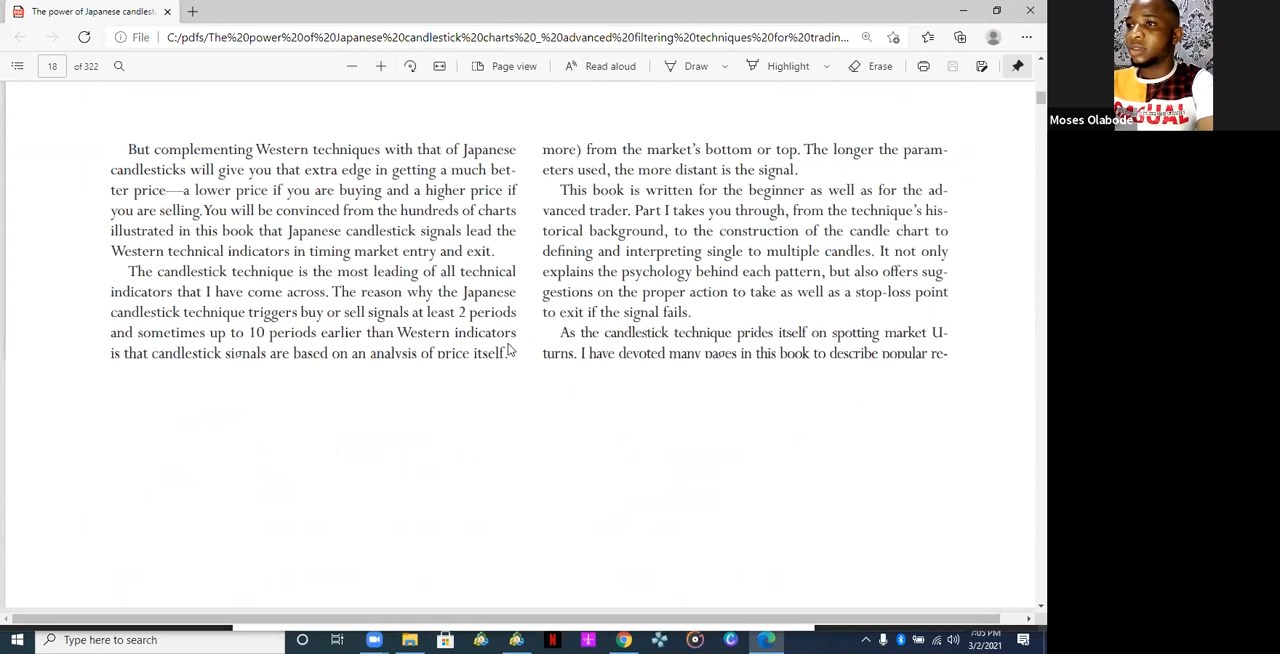 The power of Japanese candlest
File
C:/pdfs/The%20power%20of%20Japanese%20candlestick%20charts%20_%20advanced%20filtering%20techniques%20for%20tradin...
18 of 322
Page view
Read aloud
Draw
Highlight
Erase
But complementing Western techniques with that of Japanese
candlesticks will give you that extra edge in getting a much bet-
ter price—a lower price if you are buying and a higher price if
you are selling. You will be convinced from the hundreds of charts
illustrated in this book that Japanese candlestick signals lead the
Western technical indicators in timing market entry and exit.
The candlestick technique is the most leading of all technical
indicators that I have come across. The reason why the Japanese
candlestick technique triggers buy or sell signals at least 2 periods
and sometimes up to 10 periods earlier than Western indicators
is that candlestick signals are based on an analysis of price itself.
more) from the market's bottom or top. The longer the param-
eters used, the more distant is the signal.
This book is written for the beginner as well as for the ad-
vanced trader. Part I takes you through, from the technique's his-
torical background, to the construction of the candle chart to
defining and interpreting single to multiple candles. It not only
explains the psychology behind each pattern, but also offers sug-
gestions on the proper action to take as well as a stop-loss point
to exit if the signal fails.
As the candlestick technique prides itself on spotting market U-
turns, I have devoted many pages in this book to describe popular re-
Moses Olabode
Type here to search
7:05 PM
3/2/2021